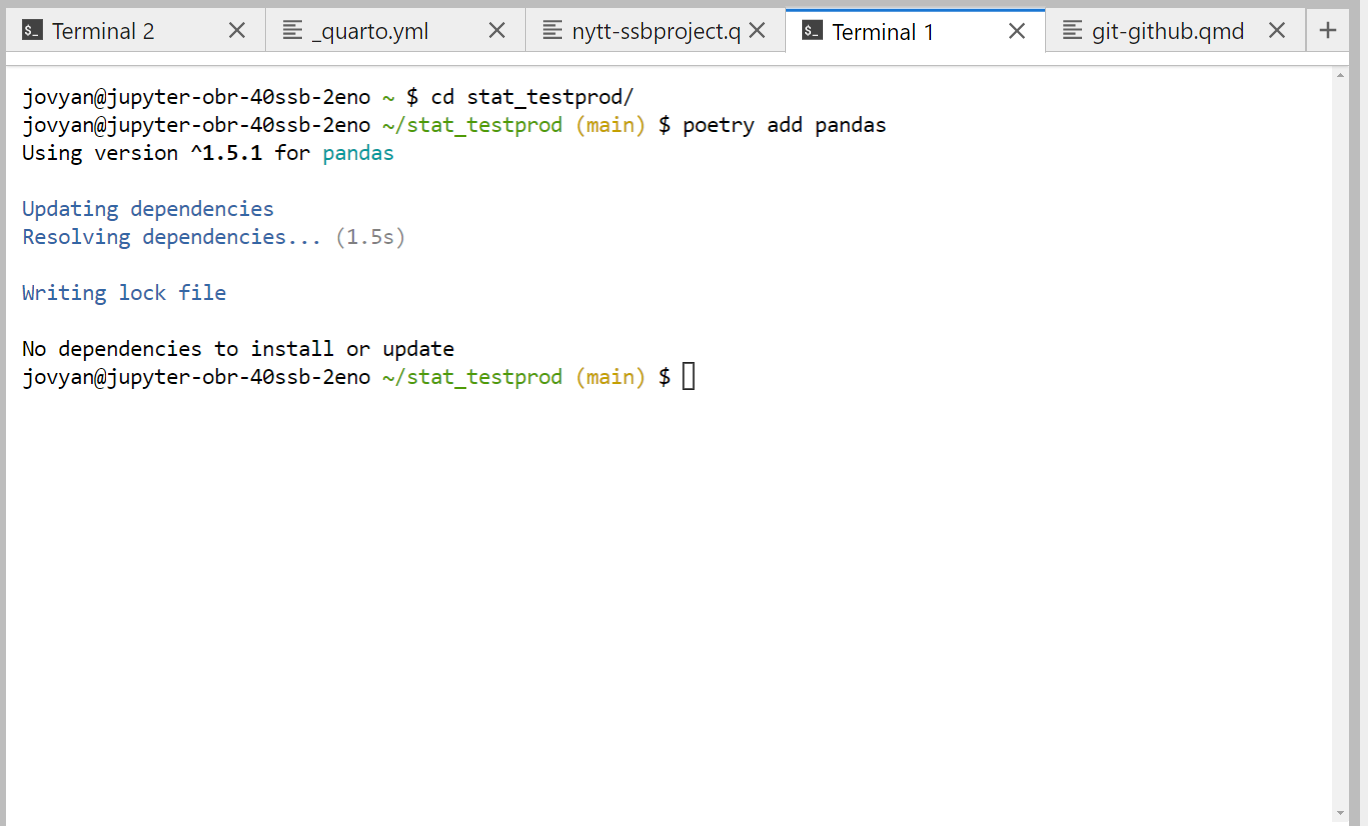 Terminal 2
_quarto.yml
nytt-ssbproject.q
Terminal 1
git-github.qmd
jovyan@jupyter-obr-40ssb-2eno ~ $ cd stat_testprod/
jovyan@jupyter-obr-40ssb-2eno ~/stat_testprod (main) $ poetry add pandas
Using version ^1.5.1 for pandas
Updating dependencies
Resolving dependencies... (1.5s)
Writing lock file
No dependencies to install or update
jovyan@jupyter-obr-40ssb-2eno ~/stat_testprod (main) $